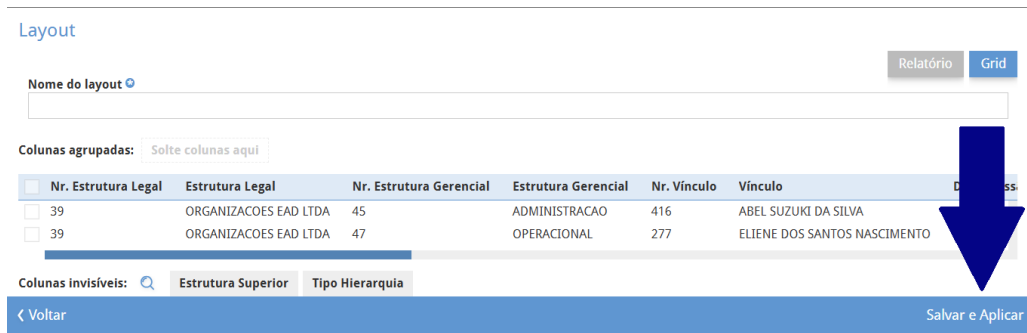 Layout
Relatório Grid
Nome do layout
Colunas agrupadas: Solte colunas aqui
Nr. Estrutura Legal Estrutura Legal Nr. Estrutura Gerencial Estrutura Gerencial Nr. Vínculo Vínculo
39 ORGANIZACOES EAD LTDA 45 ADMINISTRACAO 416 ABEL SUZUKI DA SILVA
39 ORGANIZACOES EAD LTDA 47 OPERACIONAL 277 ELIENE DOS SANTOS NASCIMENTO
Colunas invisíveis: Estrutura Superior Tipo Hierarquia
Voltar Salvar e Aplicar